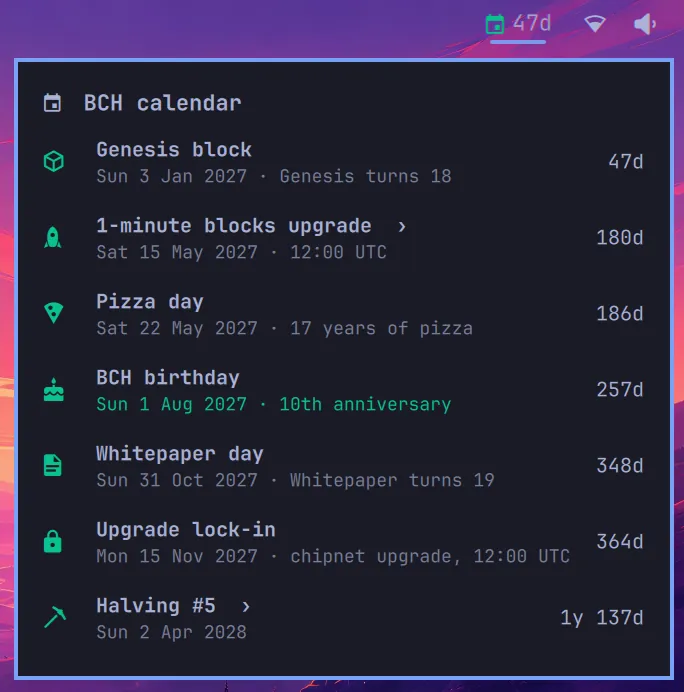 47d
BCH calendar
Genesis block
47d
Sun 3 Jan 2027 · Genesis turns 18
1-minute blocks upgrade ›
180d
Sat 15 May 2027 · 12:00 UTC
Pizza day
186d
Sat 22 May 2027 · 17 years of pizza
BCH birthday
257d
Sun 1 Aug 2027 · 10th anniversary
Whitepaper day
348d
Sun 31 Oct 2027 · Whitepaper turns 19
Upgrade lock-in
364d
Mon 15 Nov 2027 · chipnet upgrade, 12:00 UTC
Halving #5 ›
1y 137d
Sun 2 Apr 2028